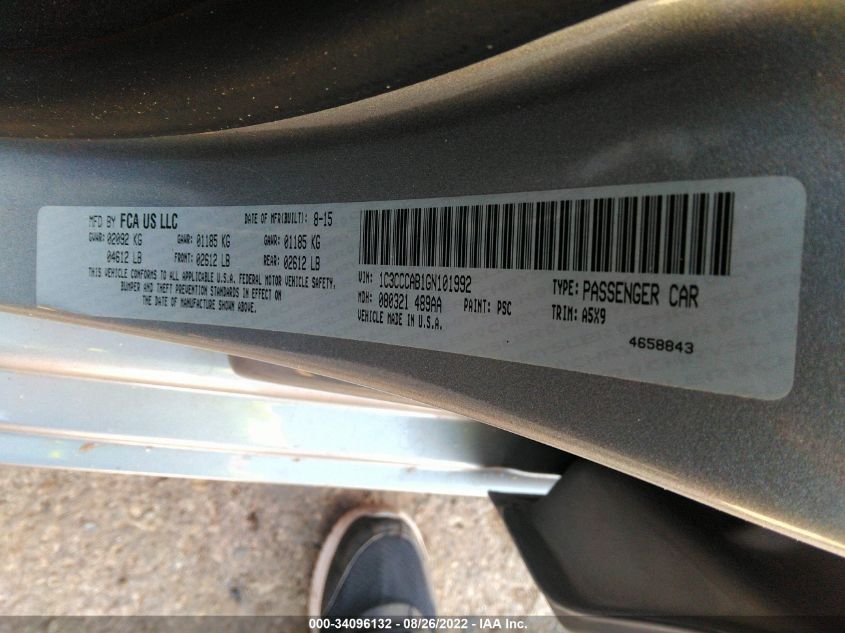 MFD BY FCA US LLC DATE OF MFR(BUILT): 8-15
GVWR: 02092 KG GAWR: 01185 KG GAWR: 01185 KG
04612 LB FRONT: 02612 LB REAR: 02612 LB
THIS VEHICLE CONFORMS TO ALL APPLICABLE U.S.A. FEDERAL MOTOR VEHICLE SAFETY,
BUMPER AND THEFT PREVENTION STANDARDS IN EFFECT ON
THE DATE OF MANUFACTURE SHOWN ABOVE.
VIN: 1C3CCCAB1GN101992 TYPE: PASSENGER CAR
MDH: 080321 489AA PAINT: PSC TRIM: A5X9
VEHICLE MADE IN U.S.A.
4658843
000-34096132 - 08/26/2022 - IAA Inc.